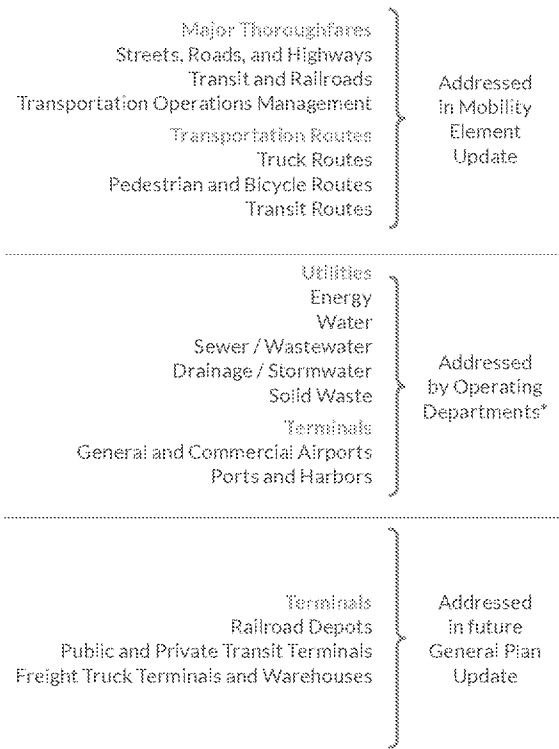 Major Thoroughfares
Streets, Roads, and Highways
Transit and Railroads
Transportation Operations Management
Transportation Routes
Truck Routes
Pedestrian and Bicycle Routes
Transit Routes
Addressed
in Mobility
Element
Update
Utilities
Energy
Water
Sewer / Wastewater
Drainage / Stormwater
Solid Waste
Terminals
General and Commercial Airports
Ports and Harbors
Addressed
by Operating
Departments*
Terminals
Railroad Depots
Public and Private Transit Terminals
Freight Truck Terminals and Warehouses
Addressed
in future
General Plan
Update